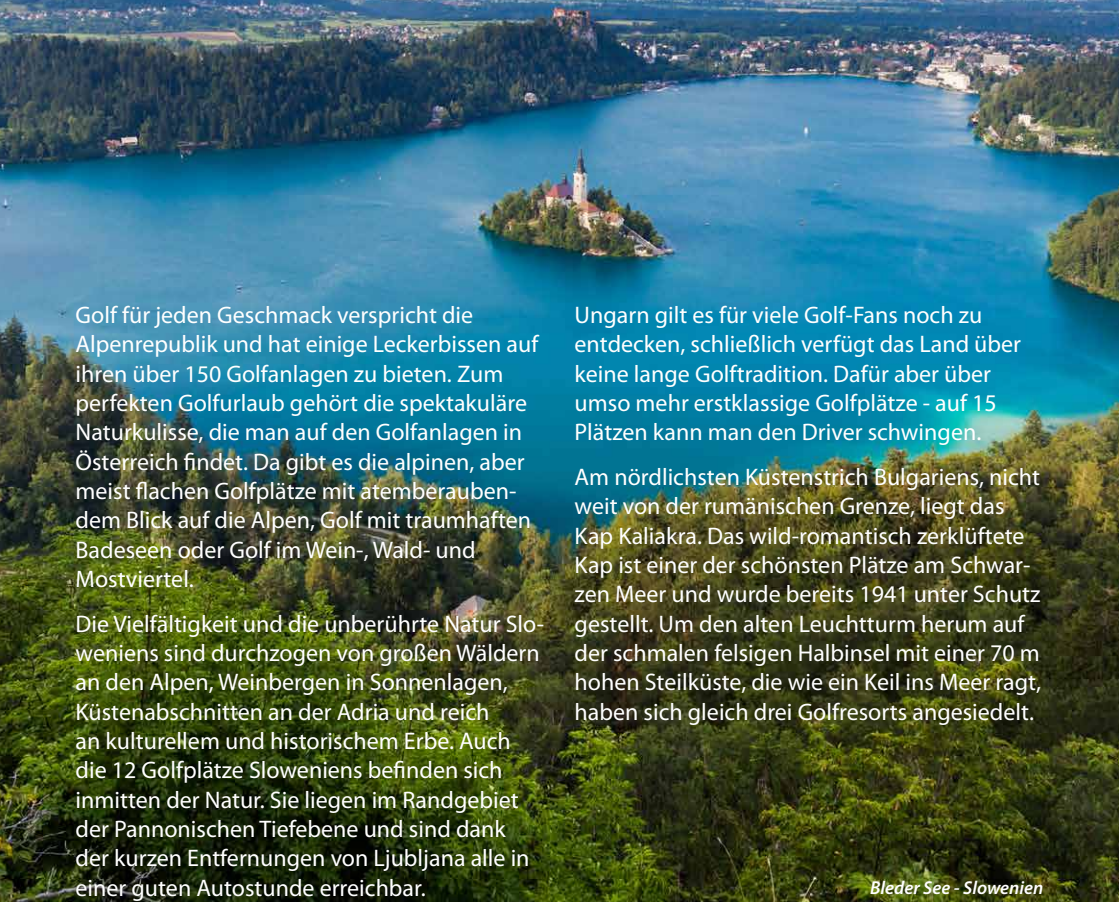 Golf für jeden Geschmack verspricht die
Alpenrepublik und hat einige Leckerbissen auf
ihren über 150 Golfanlagen zu bieten. Zum
perfekten Golfurlaub gehört die spektakuläre
Naturkulisse, die man auf den Golfanlagen in
Österreich findet. Da gibt es die alpinen, aber
meist flachen Golfplätze mit atemberauben-
dem Blick auf die Alpen, Golf mit traumhaften
Badeseen oder Golf im Wein-, Wald- und
Mostviertel.
Die Vielfältigkeit und die unberührte Natur Slo-
weniens sind durchzogen von großen Wäldern
an den Alpen, Weinbergen in Sonnenlagen,
Küstenabschnitten an der Adria und reich
an kulturellem und historischem Erbe. Auch
die 12 Golfplätze Sloweniens befinden sich
inmitten der Natur. Sie liegen im Randgebiet
der Pannonischen Tiefebene und sind dank
der kurzen Entfernungen von Ljubljana alle in
einer guten Autostunde erreichbar.
Ungarn gilt es für viele Golf-Fans noch zu
entdecken, schließlich verfügt das Land über
keine lange Golftradition. Dafür aber über
umso mehr erstklassige Golfplätze - auf 15
Plätzen kann man den Driver schwingen.
Am nördlichsten Küstenstrich Bulgariens, nicht
weit von der rumänischen Grenze, liegt das
Kap Kaliakra. Das wild-romantisch zerklüftete
Kap ist einer der schönsten Plätze am Schwar-
zen Meer und wurde bereits 1941 unter Schutz
gestellt. Um den alten Leuchtturm herum auf
der schmalen felsigen Halbinsel mit einer 70 m
hohen Steilküste, die wie ein Keil ins Meer ragt,
haben sich gleich drei Golfresorts angesiedelt.
Bleder See - Slowenien